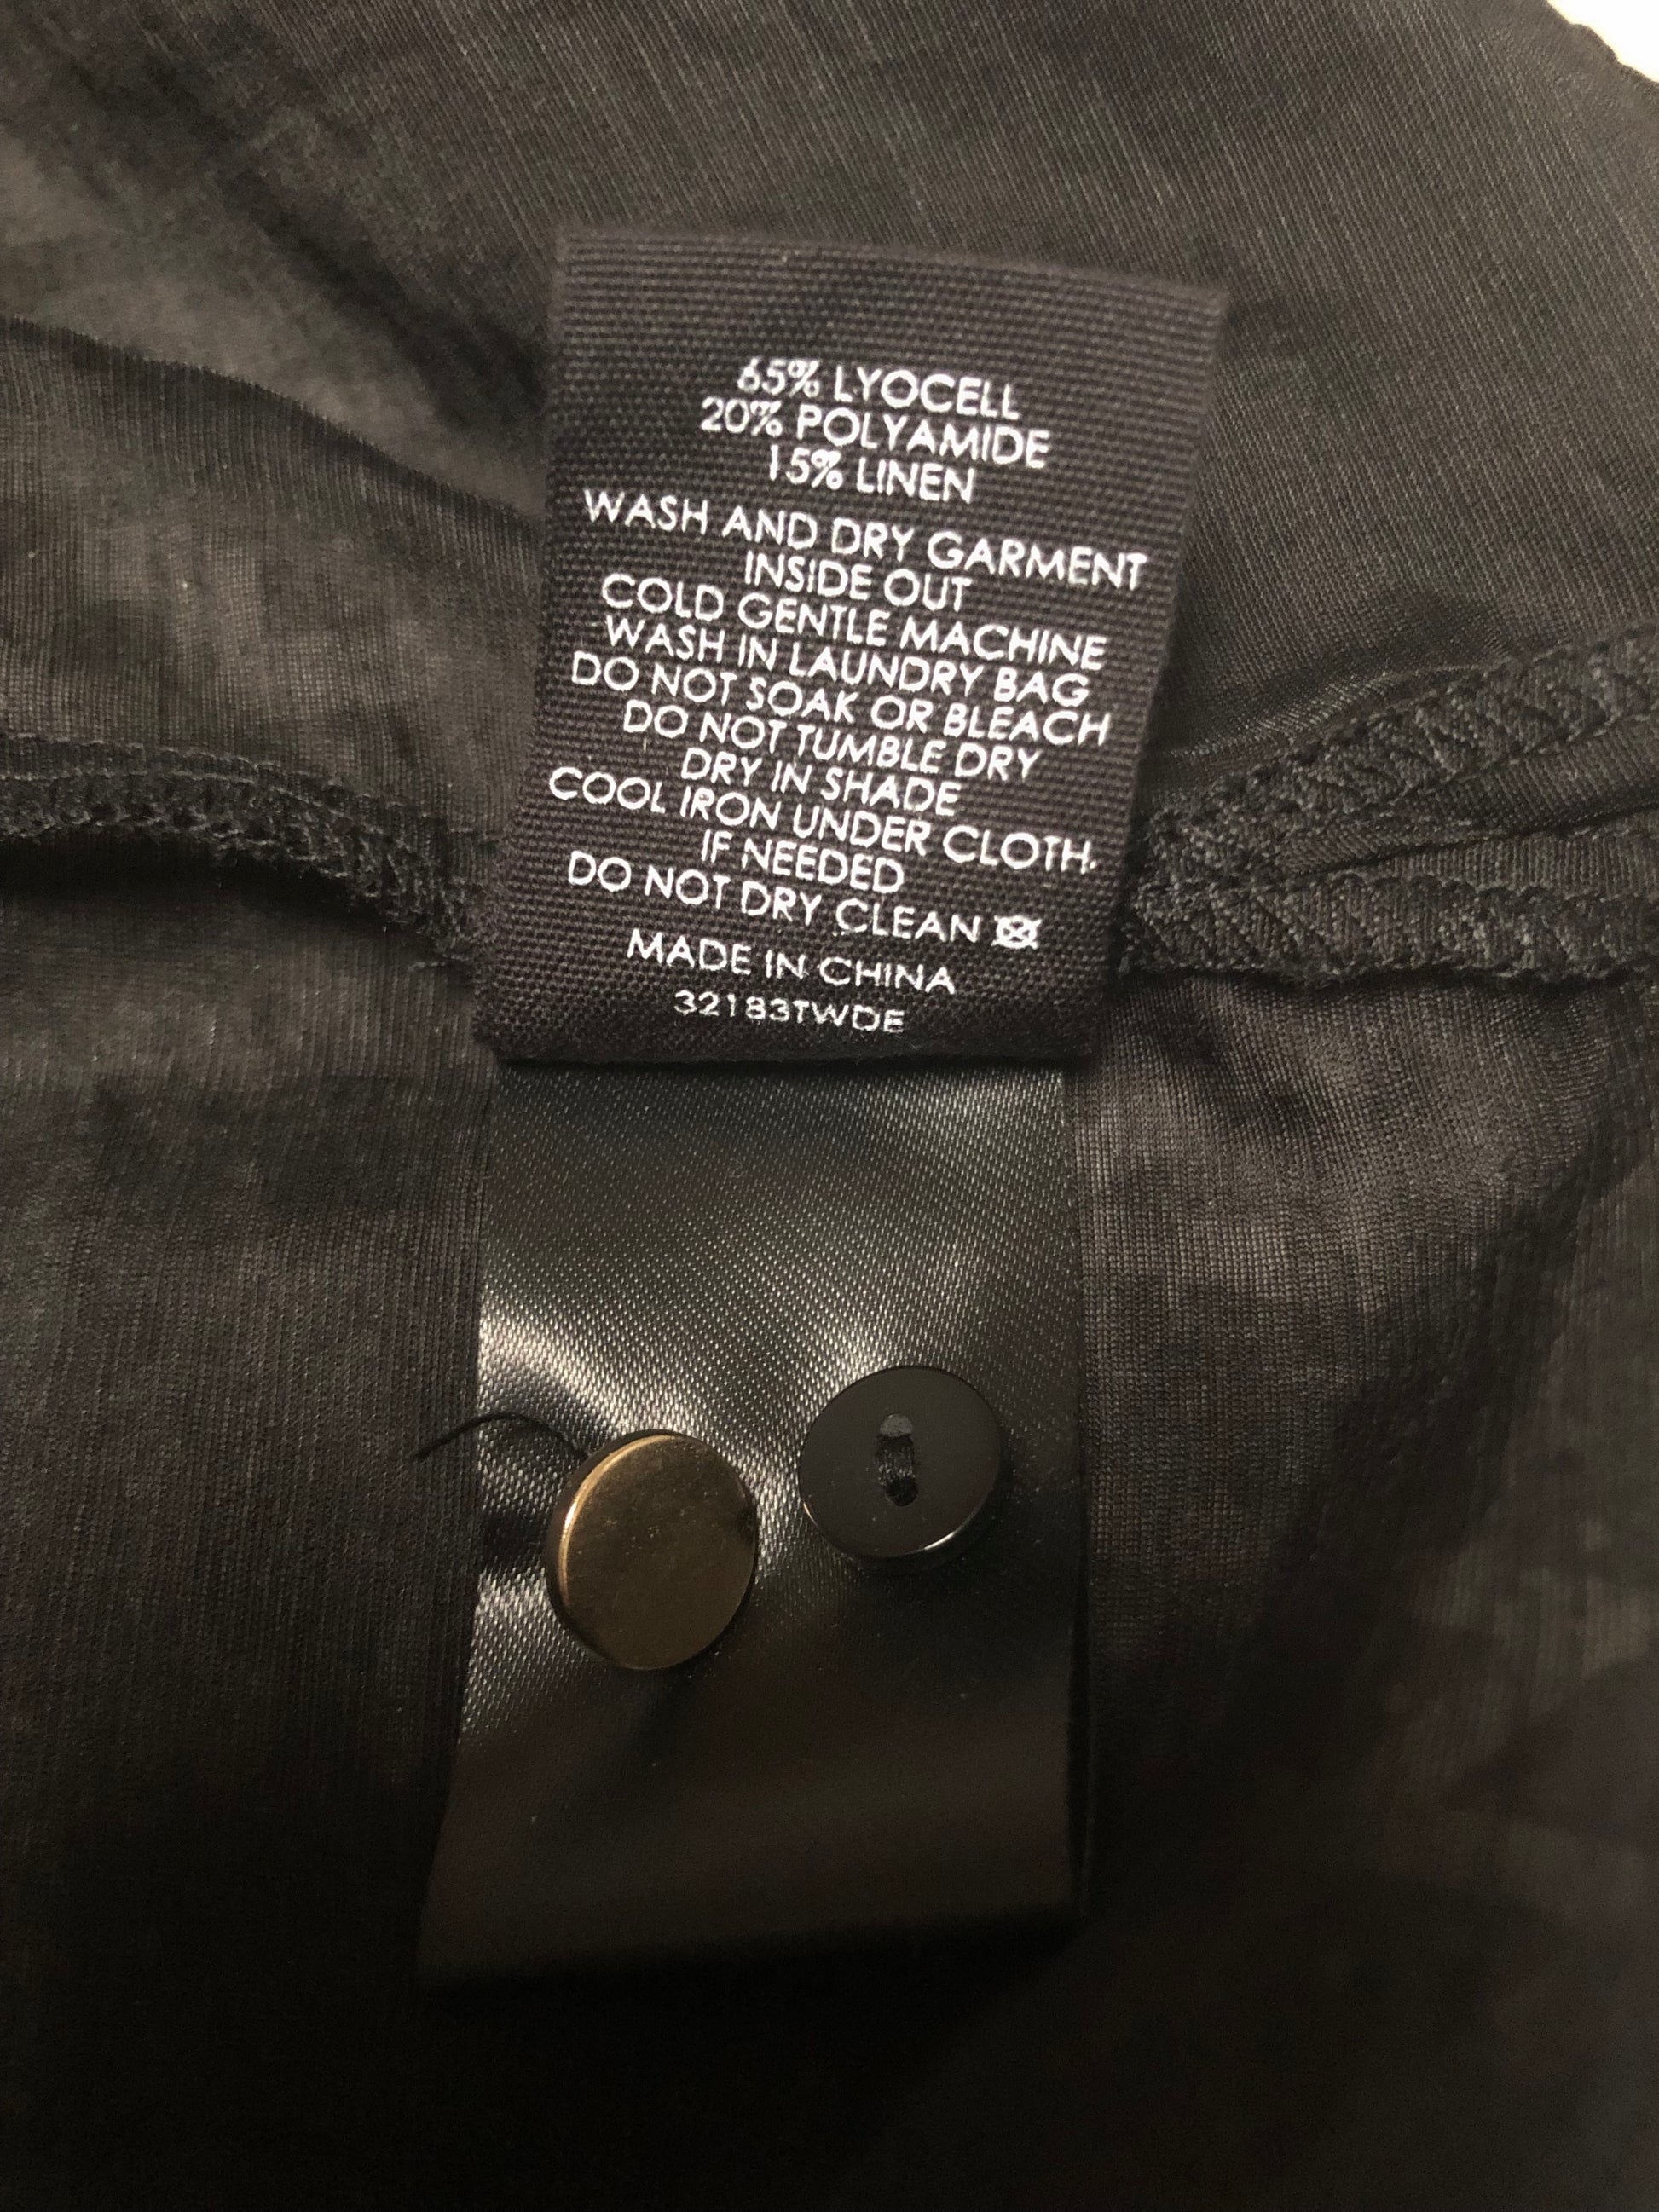 65% LYOCELL
20% POLYAMIDE
15% LINEN
WASH AND DRY GARMENT
INSIDE OUT
COLD GENTLE MACHINE
WASH IN LAUNDRY BAG
DO NOT SOAK OR BLEACH
DO NOT TUMBLE DRY
DRY IN SHADE
COOL IRON UNDER CLOTH.
IF NEEDED
DO NOT DRY CLEAN
MADE IN CHINA
32183TWDE